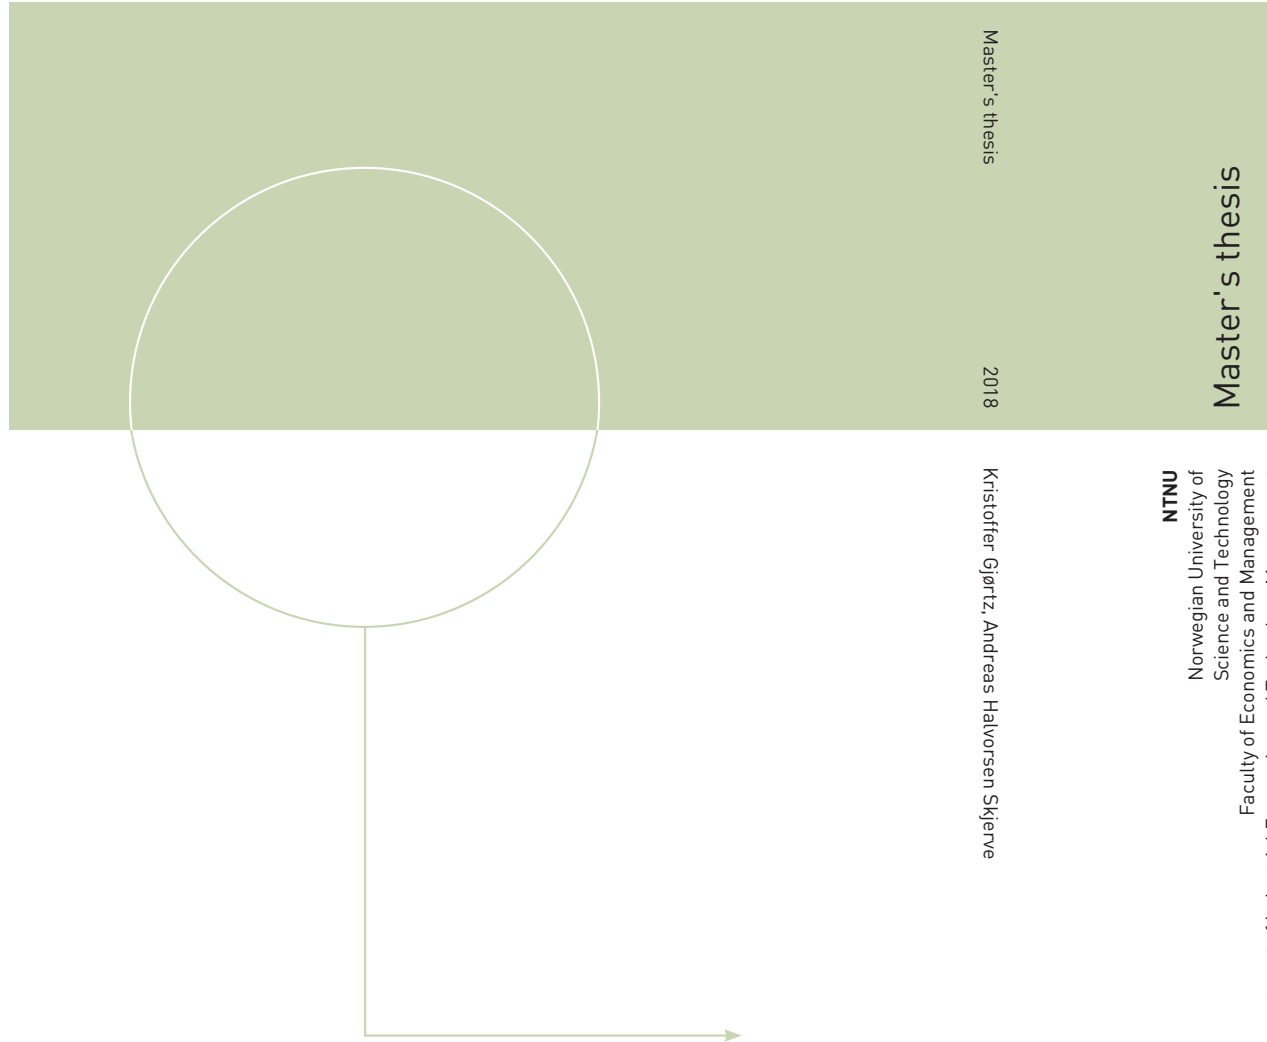 Master's thesis
2018
Kristoffer Gjørtz, Andreas Halvorsen Skjerve
Master's thesis
NTNU
Norwegian University of
Science and Technology
Faculty of Economics and Management